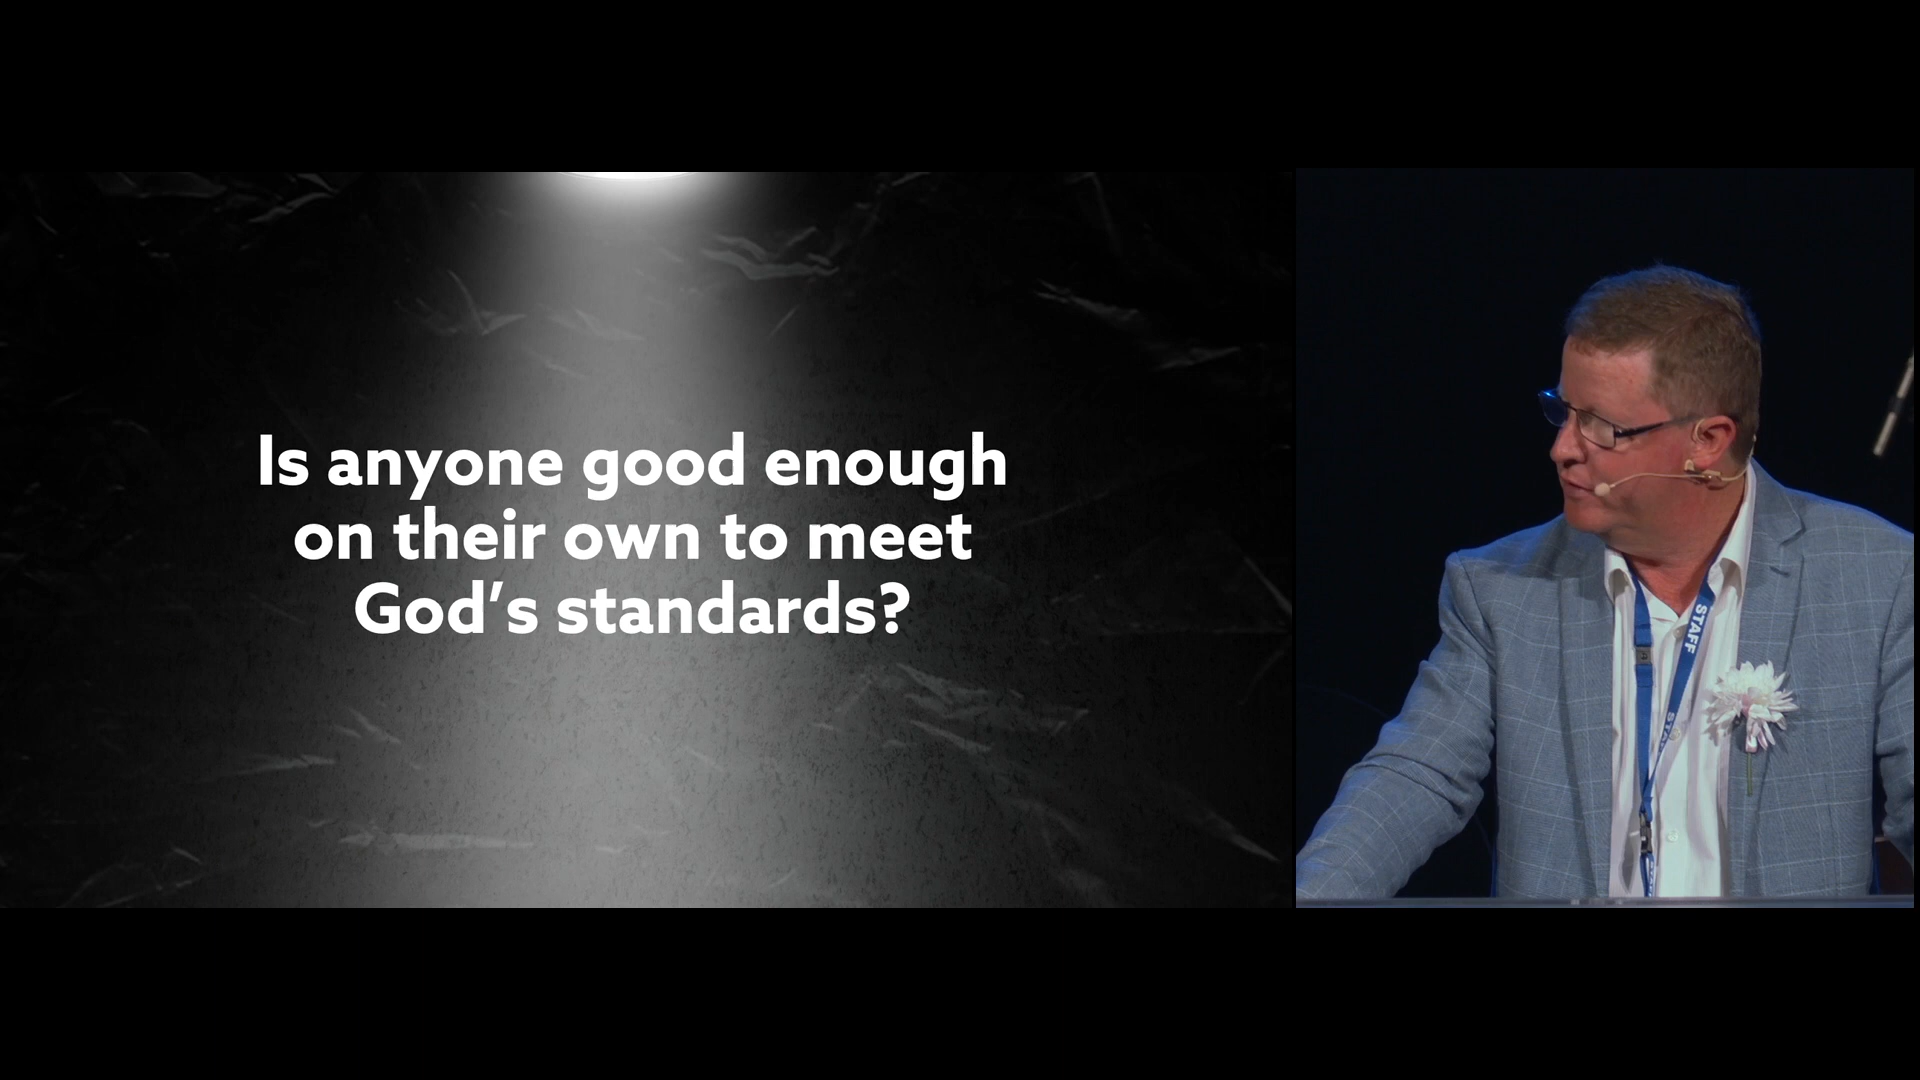 Is anyone good enough
on their own to meet
God's standards?
STAFF